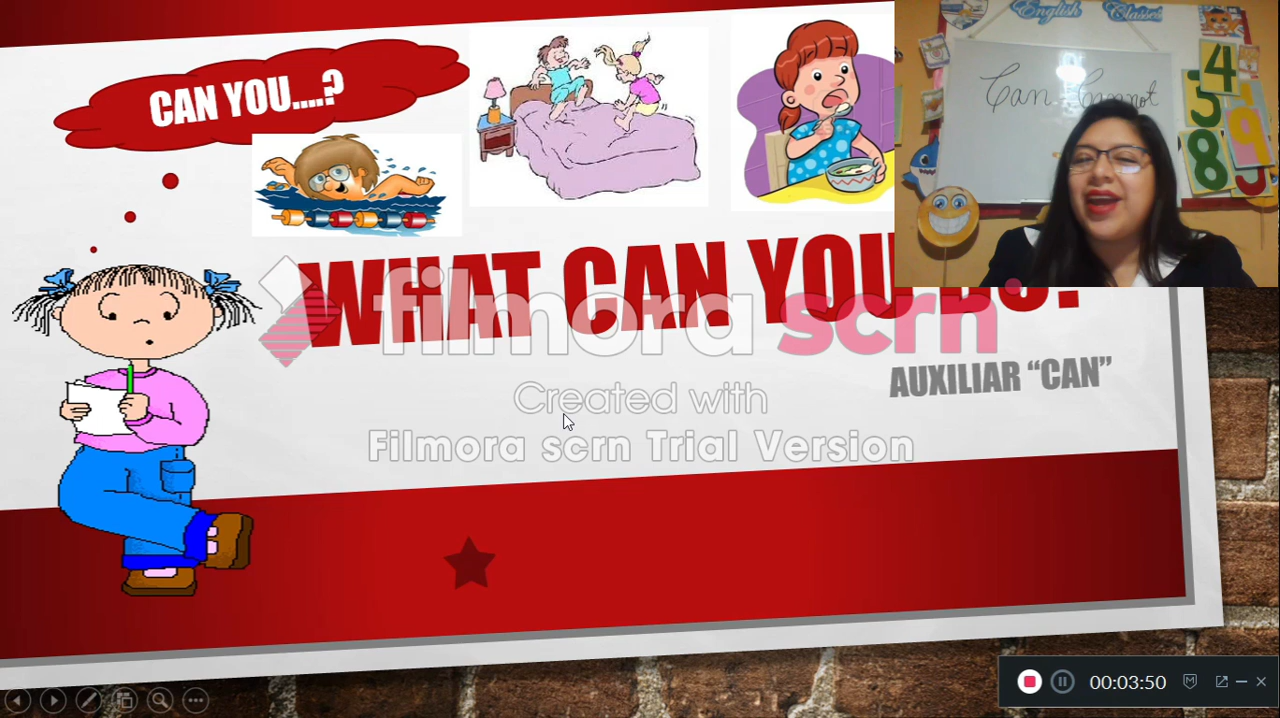 CAN YOU....?
English Classes
Can Cannot
4
5
9
8
WHAT CAN YOU DO?
filmora scrn
AUXILIAR “CAN”
Created with
Filmora scrn Trial Version
00:03:50